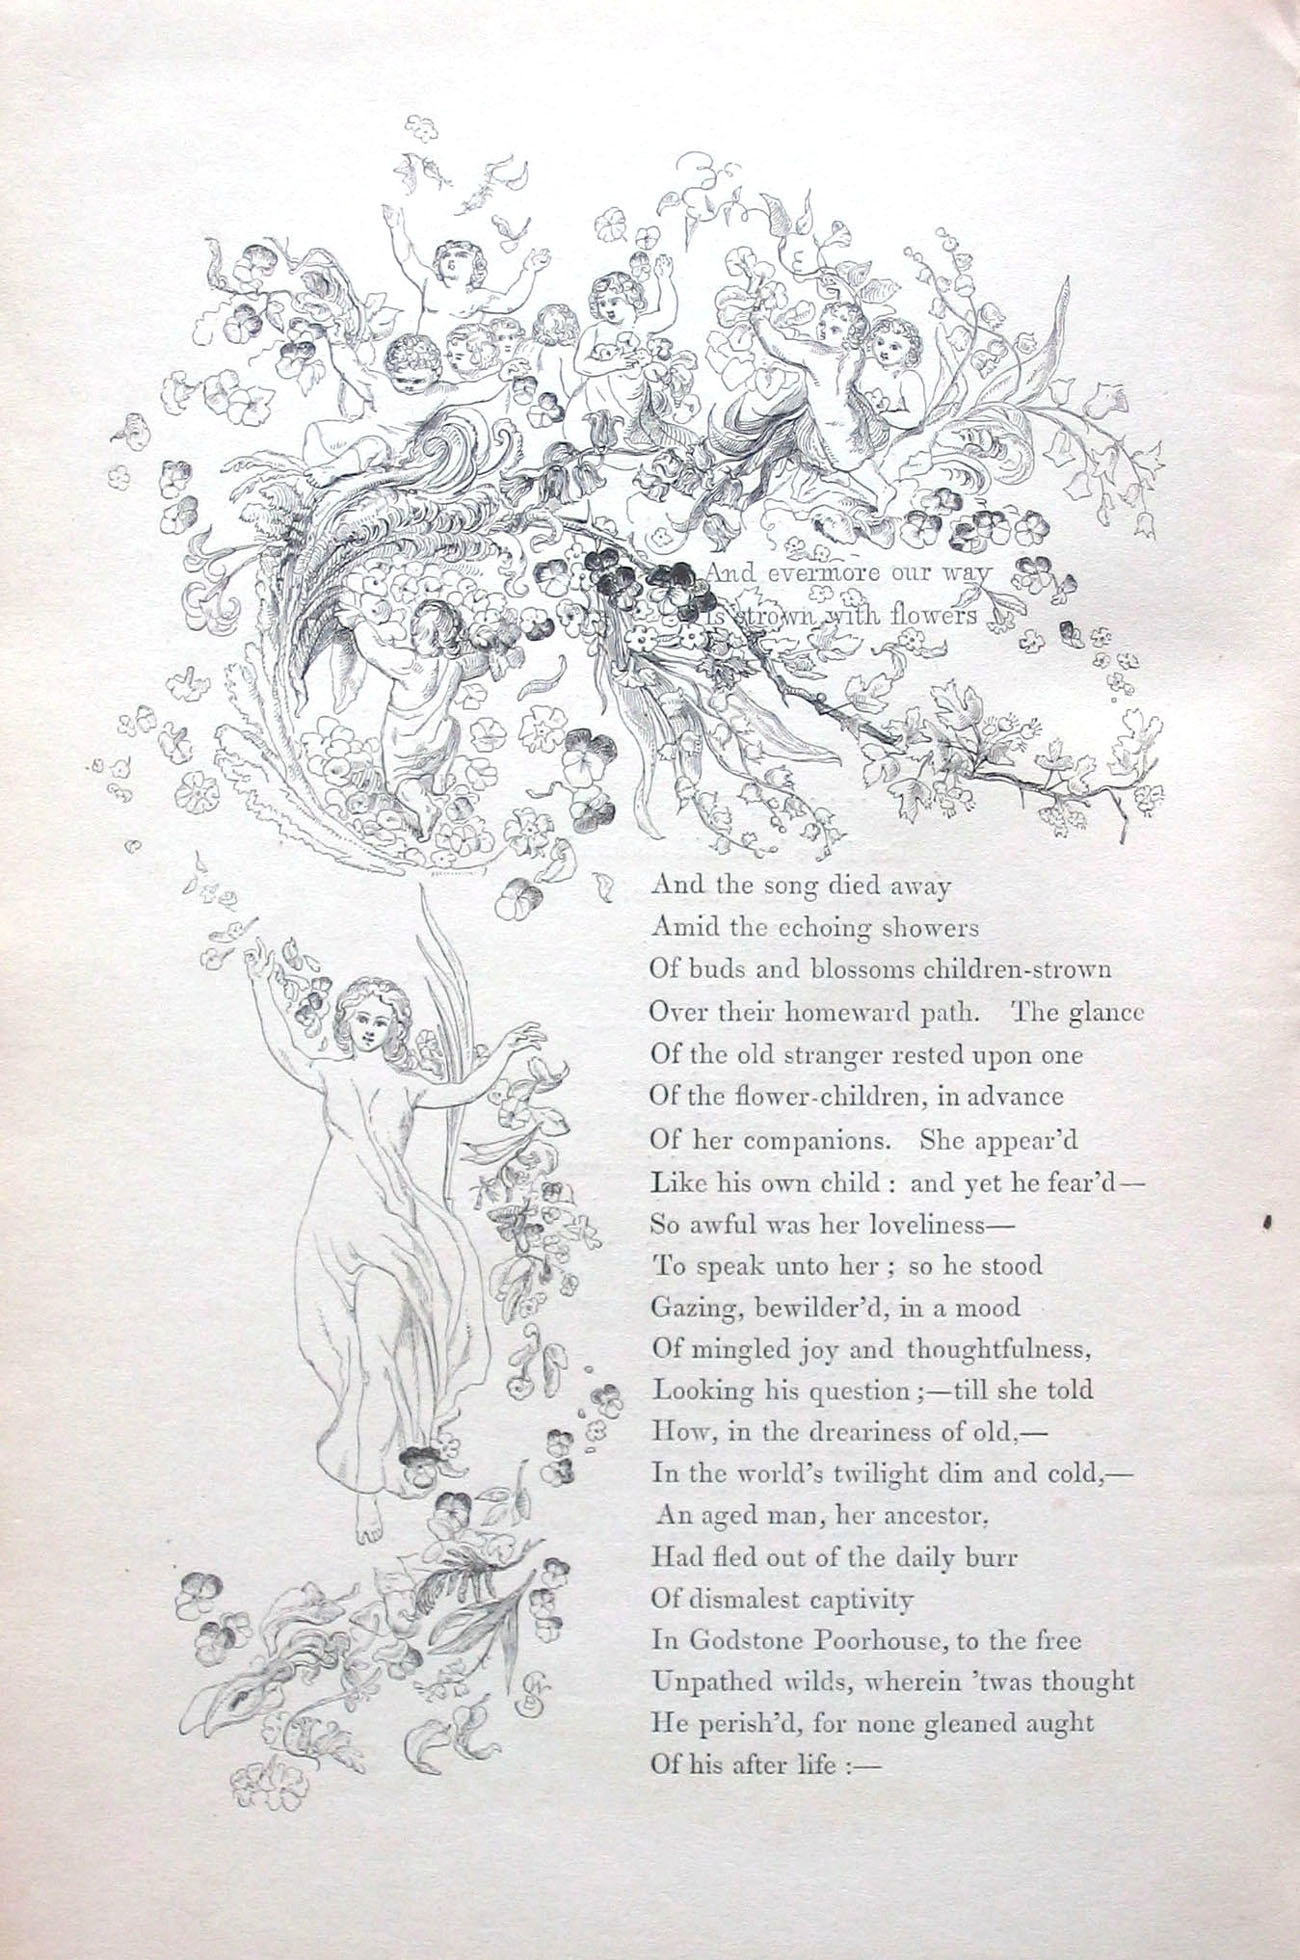 And evermore our way
Is strown with flowers
And the song died away
Amid the echoing showers
Of buds and blossoms children-strown
Over their homeward path. The glance
Of the old stranger rested upon one
Of the flower-children, in advance
Of her companions. She appear'd
Like his own child : and yet he fear'd—
So awful was her loveliness—
To speak unto her ; so he stood
Gazing, bewilder'd, in a mood
Of mingled joy and thoughtfulness,
Looking his question ;—till she told
How, in the dreariness of old,—
In the world's twilight dim and cold,—
An aged man, her ancestor,
Had fled out of the daily burr
Of dismalest captivity
In Godstone Poorhouse, to the free
Unpathed wilds, wherein 'twas thought
He perish'd, for none gleaned aught
Of his after life :—